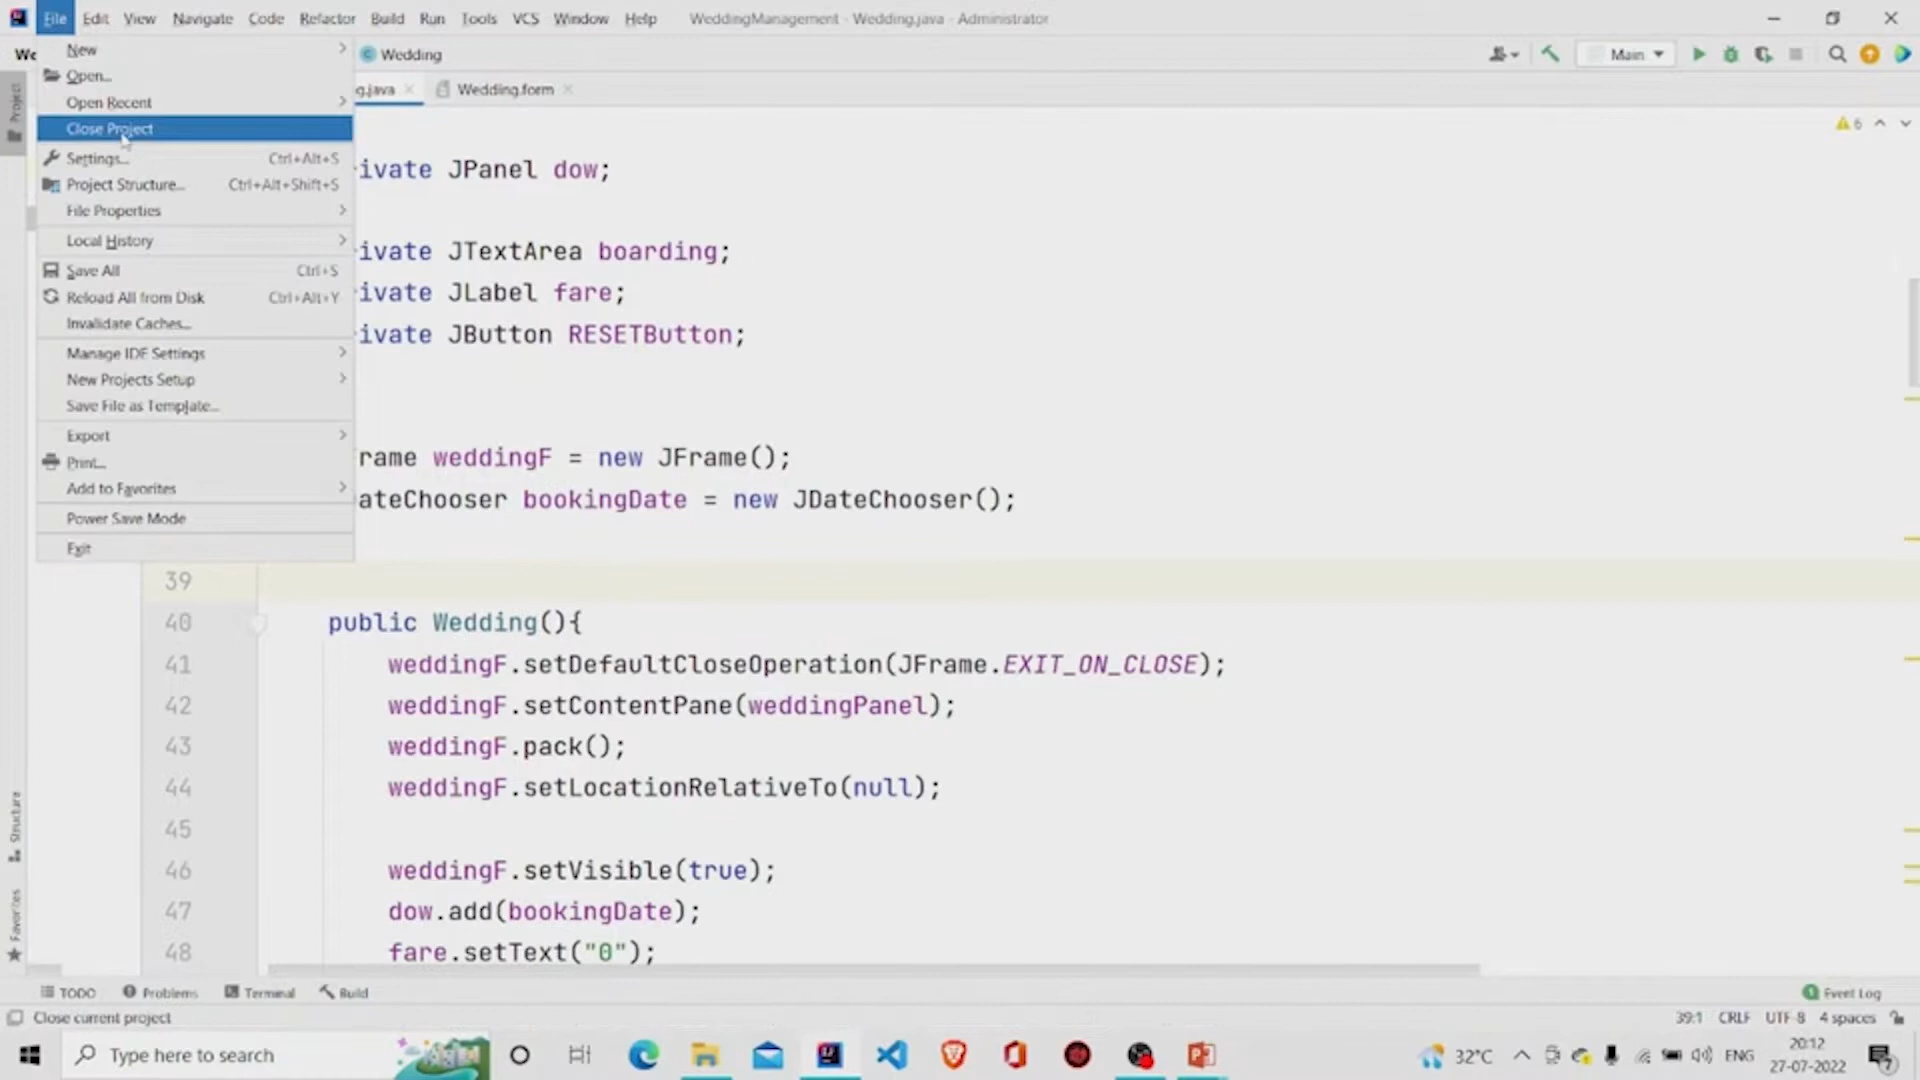 File Edit View Navigate Code Refactor Build Run Tools VCS Window Help WeddingManagement - Wedding.java - Administrator
New
Wedding
Main
Open...
g.java
Wedding.form
Project
Open Recent
Close Project
6
Settings... Ctrl+Alt+S
ivate JPanel dow;
Project Structure... Ctrl+Alt+Shift+S
File Properties
Local History
ivate JTextArea boarding;
Save All Ctrl+S
Reload All from Disk Ctrl+Alt+Y
ivate JLabel fare;
Invalidate Caches...
ivate JButton RESETButton;
Manage IDE Settings
New Projects Setup
Save File as Template...
Export
Print...
rame weddingF = new JFrame();
Add to Favorites
ateChooser bookingDate = new JDateChooser();
Power Save Mode
Exit
39
40 public Wedding(){
41 weddingF.setDefaultCloseOperation(JFrame.EXIT_ON_CLOSE);
42 weddingF.setContentPane(weddingPanel);
43 weddingF.pack();
44 weddingF.setLocationRelativeTo(null);
45
46 weddingF.setVisible(true);
47 dow.add(bookingDate);
48 fare.setText("0");
Structure
Favorites
TODO Problems Terminal Build Event Log
Close current project 39:1 CRLF UTF-8 4 spaces
Type here to search 32°C ENG 20:12
27-07-2022
7